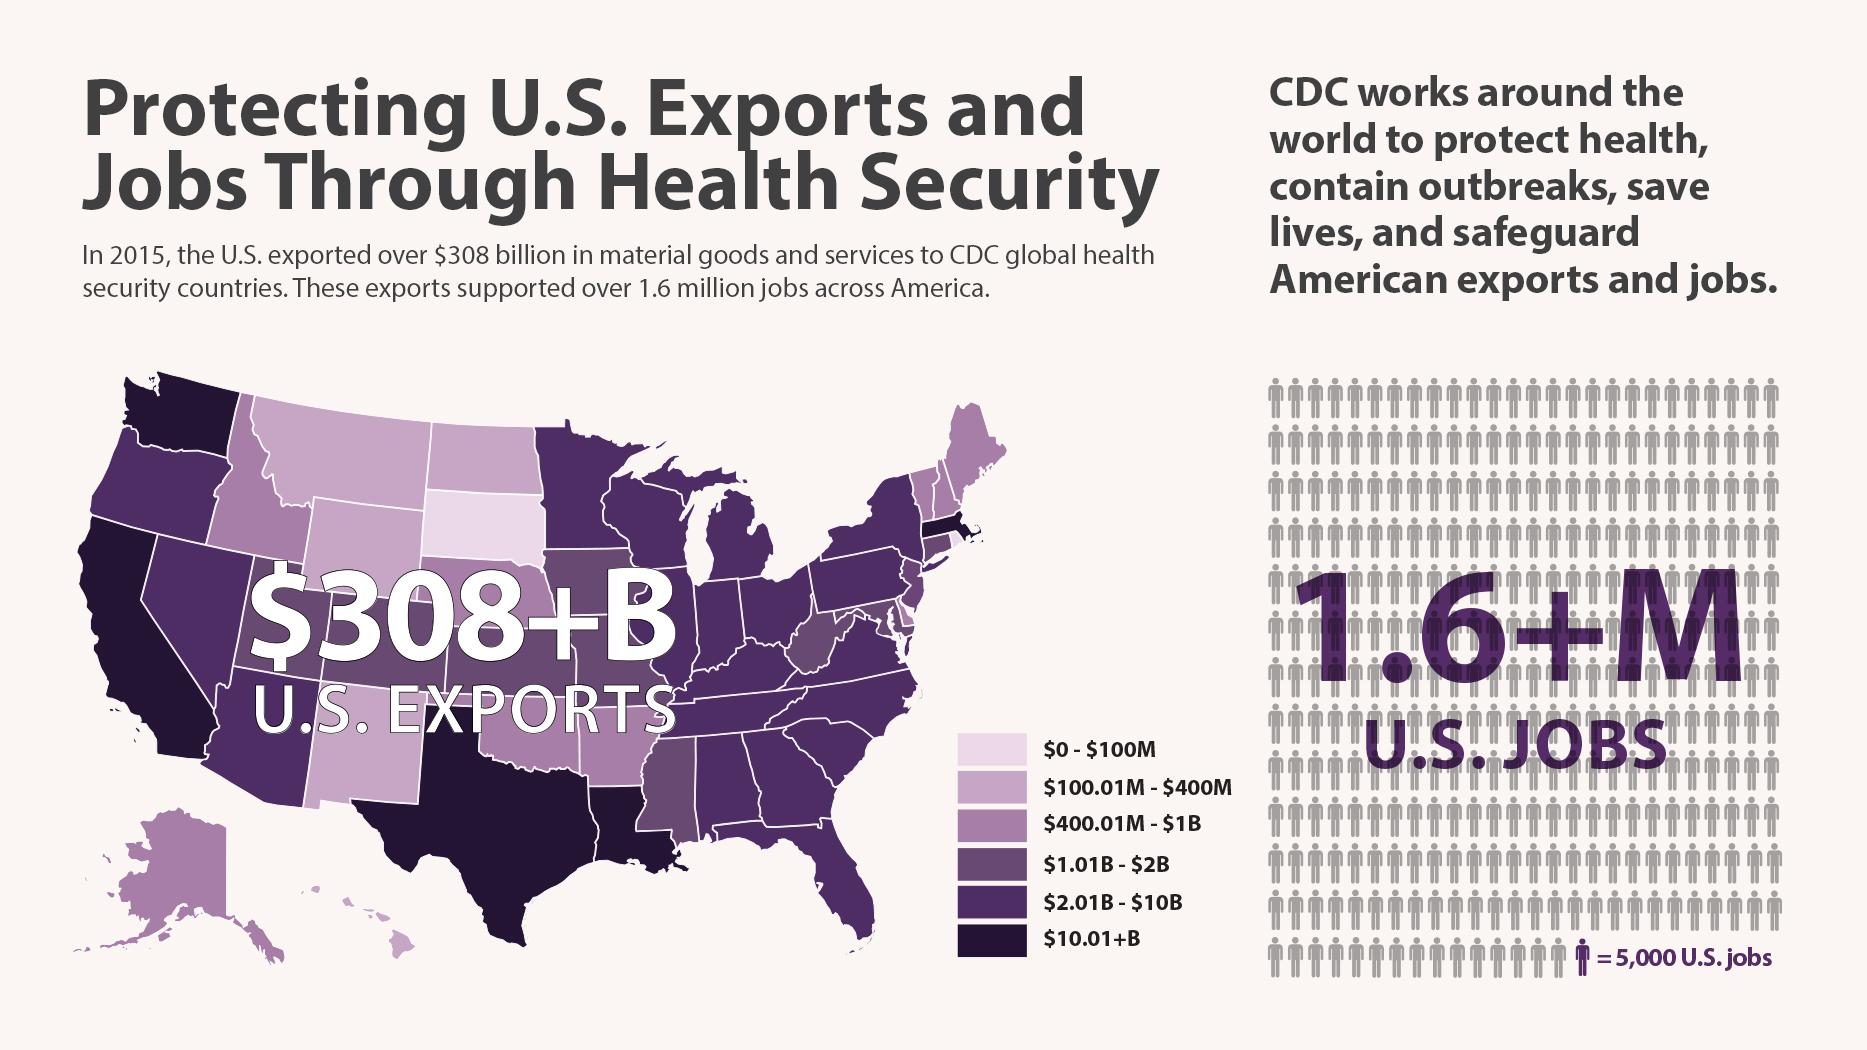 Protecting U.S. Exports and
Jobs Through Health Security
In 2015, the U.S. exported over $308 billion in material goods and services to CDC global health
security countries. These exports supported over 1.6 million jobs across America.
CDC works around the
world to protect health,
contain outbreaks, save
lives, and safeguard
American exports and jobs.
$308+B
U.S. EXPORTS
$0 - $100M
$100.01M - $400M
$400.01M - $1B
$1.01B - $2B
$2.01B - $10B
$10.01+B
1.6+M
U.S. JOBS
= 5,000 U.S. jobs